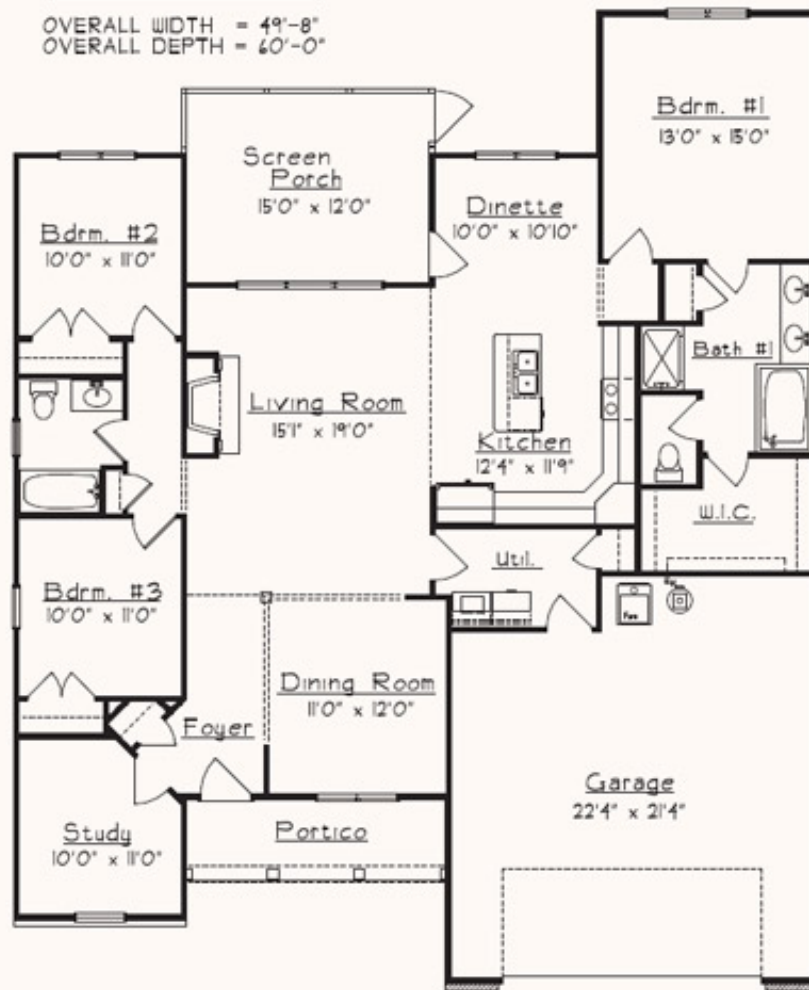 OVERALL WIDTH = 49'-8"
OVERALL DEPTH = 60'-0"
Bdrm. #1
13'0" x 15'0"
Screen
Porch
15'0" x 12'0"
Dinette
10'0" x 10'10"
Bdrm. #2
10'0" x 11'0"
Bath #1
Living Room
15'1" x 19'0"
Kitchen
12'4" x 11'9"
W.I.C.
Util.
Bdrm. #3
10'0" x 11'0"
Furn
Dining Room
11'0" x 12'0"
Foyer
Garage
22'4" x 21'4"
Study
10'0" x 11'0"
Portico